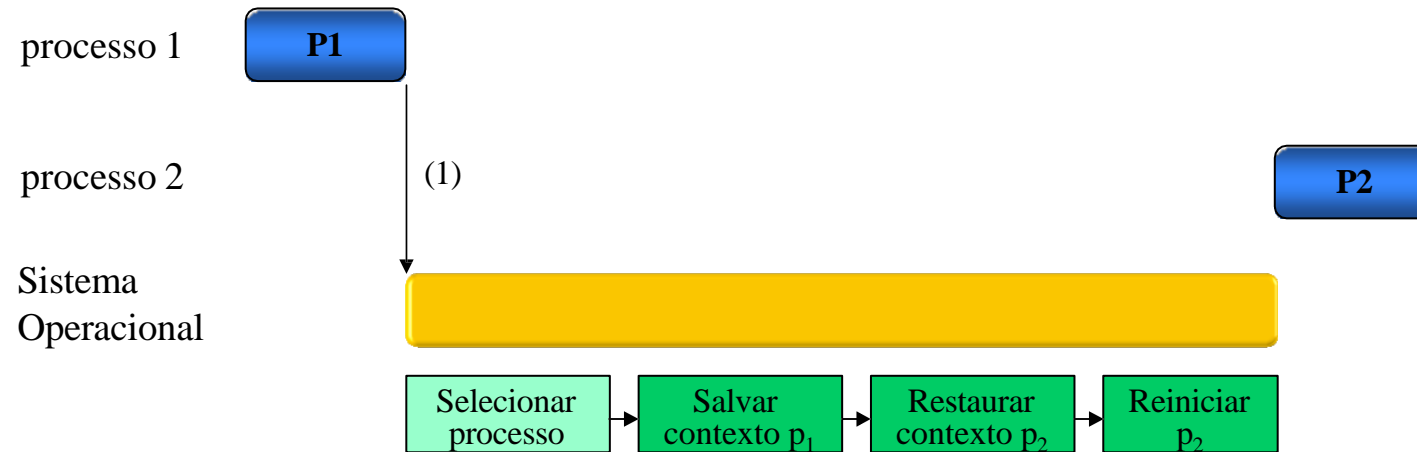 processo 1
P1
processo 2
(1)
P2
Sistema
Operacional
Selecionar
processo
Salvar
contexto p1
Restaurar
contexto p2
Reiniciar
p2